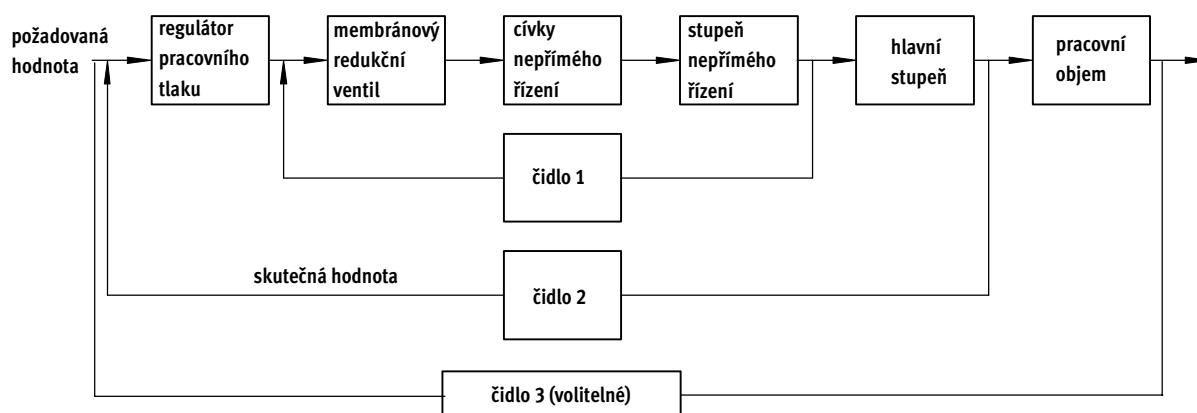 požadovaná
hodnota
regulátor
pracovního
tlaku
membránový
redukční
ventil
cívky
nepřímého
řízení
stupeň
nepřímého
řízení
hlavní
stupeň
pracovní
objem
čidlo 1
skutečná hodnota
čidlo 2
čidlo 3 (volitelné)